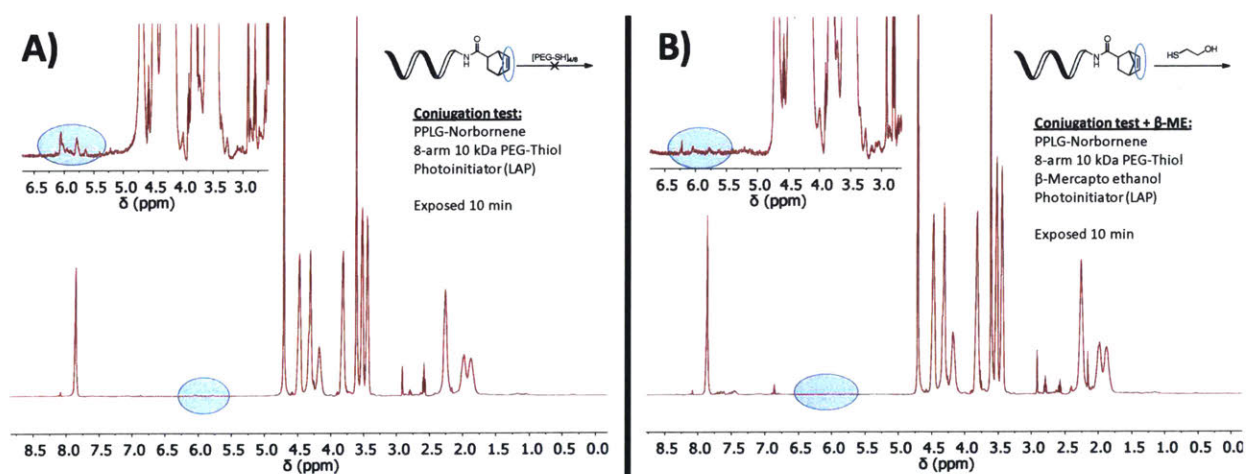 A)
O
N
H
[PEG-SH]4/8
Conjugation test:
PPLG-Norbornene
8-arm 10 kDa PEG-Thiol
Photoinitiator (LAP)
Exposed 10 min
6.5 6.0 5.5 5.0 4.5 4.0 3.5 3.0
δ (ppm)
8.5 8.0 7.5 7.0 6.5 6.0 5.5 5.0 4.5 4.0 3.5 3.0 2.5 2.0 1.5 1.0 0.5 0.0
δ (ppm)
B)
O
N
H
HS
OH
Conjugation test + β-ME:
PPLG-Norbornene
8-arm 10 kDa PEG-Thiol
β-Mercapto ethanol
Photoinitiator (LAP)
Exposed 10 min
6.5 6.0 5.5 5.0 4.5 4.0 3.5 3.0
δ (ppm)
8.5 8.0 7.5 7.0 6.5 6.0 5.5 5.0 4.5 4.0 3.5 3.0 2.5 2.0 1.5 1.0 0.5 0.0
δ (ppm)